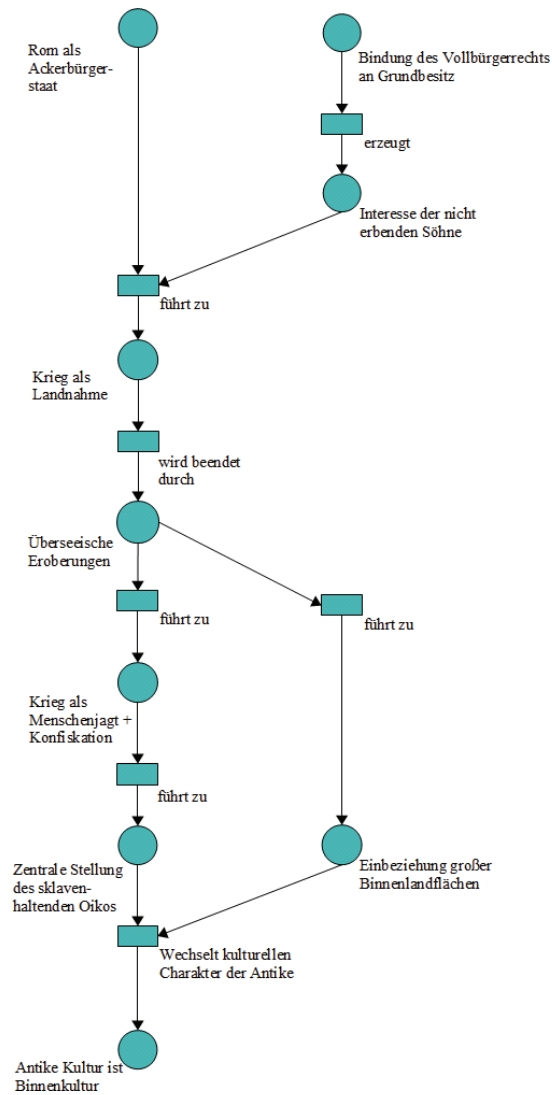 Rom als
Ackerbürger-
staat
Bindung des Vollbürgerrechts
an Grundbesitz
erzeugt
Interesse der nicht
erbenden Söhne
führt zu
Krieg als
Landnahme
wird beendet
durch
Überseeische
Eroberungen
führt zu
führt zu
Krieg als
Menschenjagt +
Konfiskation
führt zu
Zentrale Stellung
des sklaven-
haltenden Oikos
Einbeziehung großer
Binnenlandflächen
Wechselt kulturellen
Charakter der Antike
Antike Kultur ist
Binnenkultur